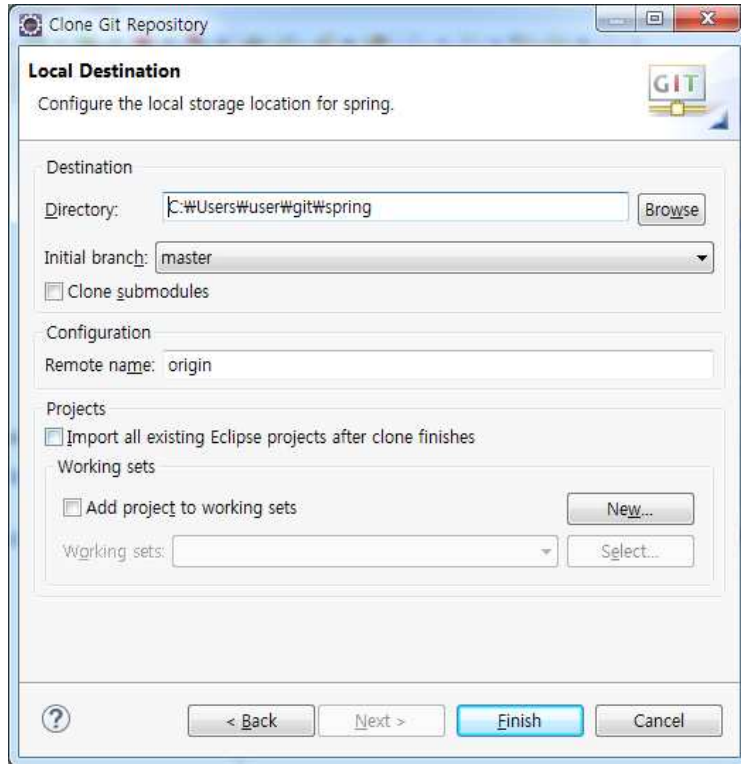 Clone Git Repository
Local Destination
GIT
Configure the local storage location for spring.
Destination
Directory: C:₩Users₩user₩git₩spring Browse
Initial branch: master
Clone submodules
Configuration
Remote name: origin
Projects
Import all existing Eclipse projects after clone finishes
Working sets
Add project to working sets New...
Working sets: Select...
? < Back Next > Finish Cancel